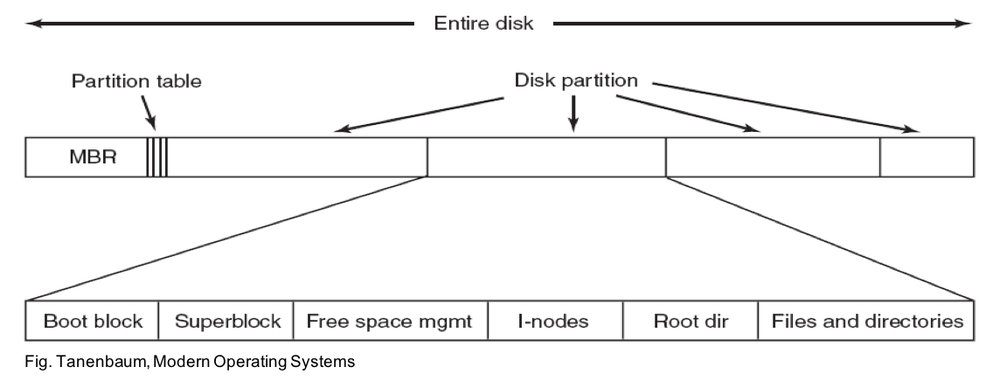 Entire disk
Partition table
Disk partition
MBR
Boot block
Superblock
Free space mgmt
I-nodes
Root dir
Files and directories
Fig. Tanenbaum, Modern Operating Systems